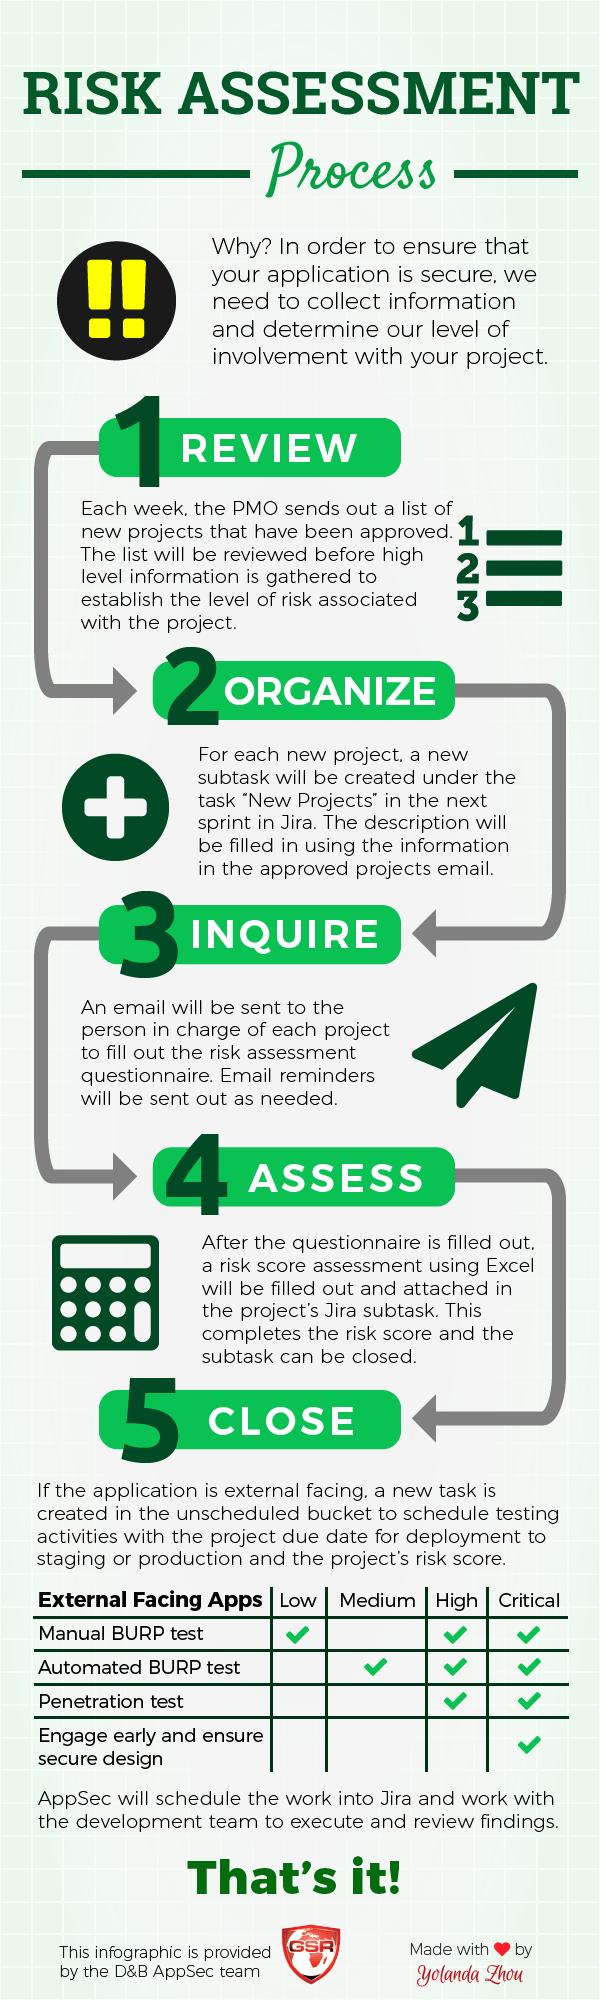 RISK ASSESSMENT
Process
Why? In order to ensure that
your application is secure, we
need to collect information
and determine our level of
involvement with your project.
1 REVIEW
Each week, the PMO sends out a list of
new projects that have been approved.
The list will be reviewed before high
level information is gathered to
establish the level of risk associated
with the project.
1
2
3
2 ORGANIZE
For each new project, a new
subtask will be created under the
task “New Projects” in the next
sprint in Jira. The description will
be filled in using the information
in the approved projects email.
3 INQUIRE
An email will be sent to the
person in charge of each project
to fill out the risk assessment
questionnaire. Email reminders
will be sent out as needed.
4 ASSESS
After the questionnaire is filled out,
a risk score assessment using Excel
will be filled out and attached in
the project’s Jira subtask. This
completes the risk score and the
subtask can be closed.
5 CLOSE
If the application is external facing, a new task is
created in the unscheduled bucket to schedule testing
activities with the project due date for deployment to
staging or production and the project’s risk score.
External Facing Apps Low Medium High Critical
Manual BURP test
Automated BURP test
Penetration test
Engage early and ensure
secure design
AppSec will schedule the work into Jira and work with
the development team to execute and review findings.
That’s it!
This infographic is provided
by the D&B AppSec team
GSR
Made with ❤ by
Yolanda Zhou